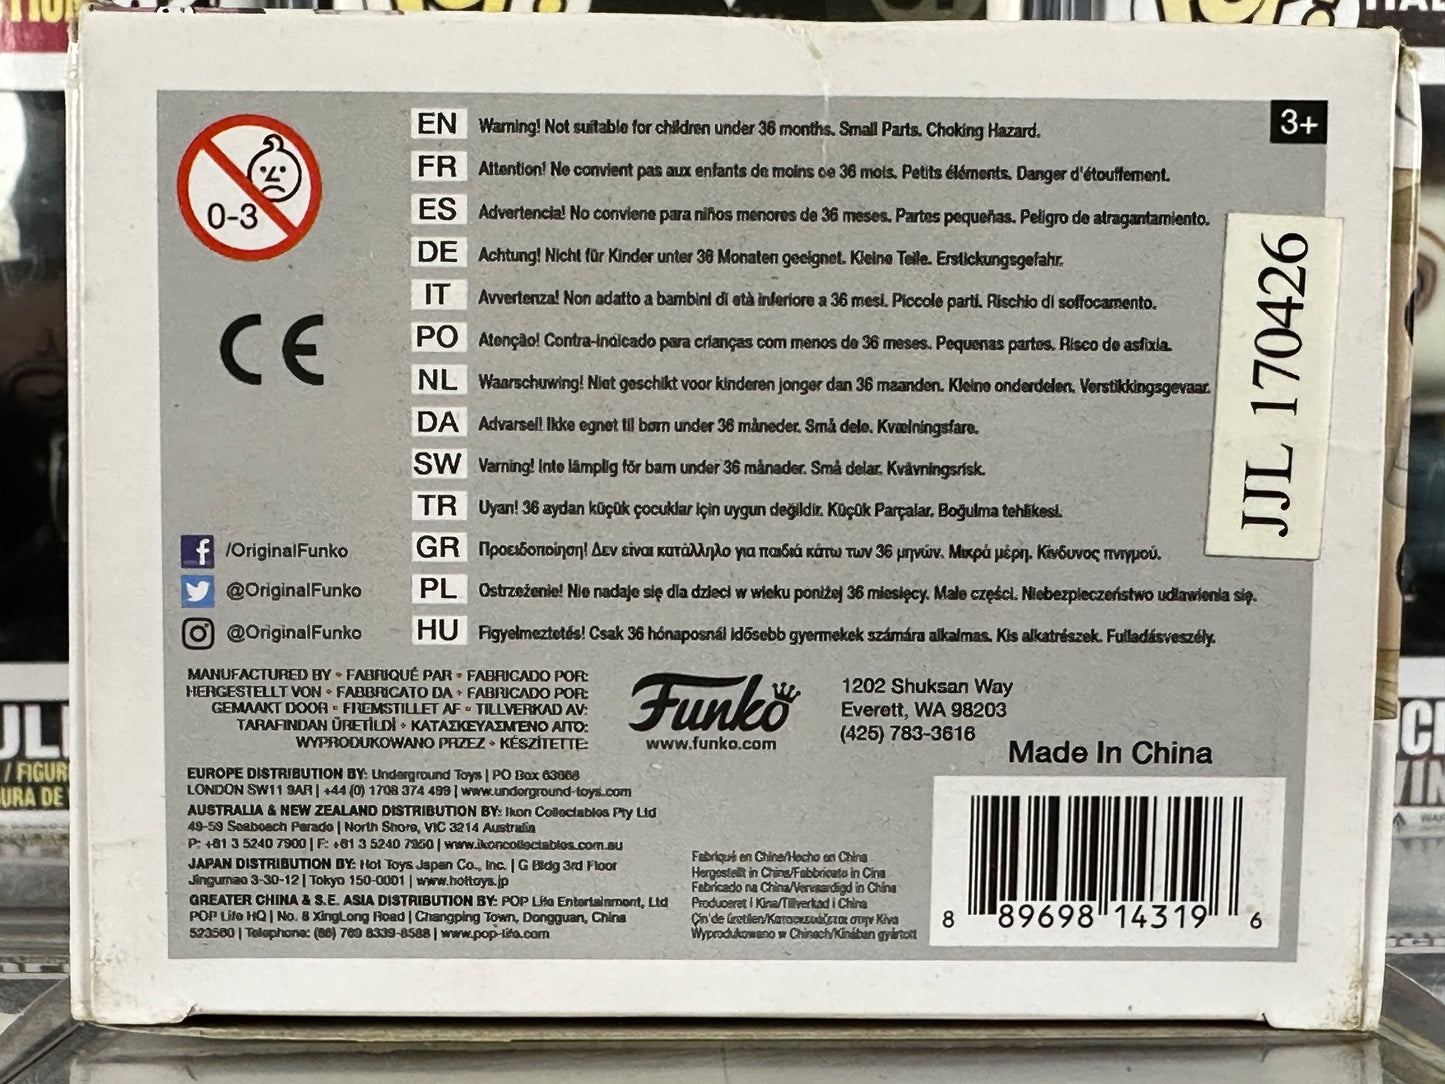 3+
0-3
EN Warning! Not suitable for children under 36 months. Small Parts. Choking Hazard.
FR Attention! Ne convient pas aux enfants de moins de 36 mois. Petits éléments. Danger d'étouffement.
ES Advertencia! No conviene para niños menores de 36 meses. Partes pequeñas. Peligro de atragantamiento.
DE Achtung! Nicht für Kinder unter 36 Monaten geeignet. Kleine Teile. Erstickungsgefahr.
IT Avvertenza! Non adatto a bambini di età inferiore a 36 mesi. Piccole parti. Rischio di soffocamento.
PO Atenção! Contra-indicado para crianças com menos de 36 meses. Pequenas partes. Risco de asfixia.
NL Waarschuwing! Niet geschikt voor kinderen jonger dan 36 maanden. Kleine onderdelen. Verstikkingsgevaar.
DA Advarsel! Ikke egnet til børn under 36 måneder. Små dele. Kvælningsfare.
SW Varning! Inte lämplig för barn under 36 månader. Små delar. Kvävningsrisk.
TR Uyarı! 36 aydan küçük çocuklar için uygun değildir. Küçük Parçalar. Boğulma tehlikesi.
GR Προειδοποίηση! Δεν είναι κατάλληλο για παιδιά κάτω των 36 μηνών. Μικρά μέρη. Κίνδυνος πνιγμού.
PL Ostrzeżenie! Nie nadaje się dla dzieci w wieku poniżej 36 miesięcy. Małe części. Niebezpieczeństwo udławienia się.
HU Figyelmeztetés! Csak 36 hónaposnál idősebb gyermekek számára alkalmas. Kis alkatrészek. Fulladásveszély.
CE
JJL 170426
f /OriginalFunko
@OriginalFunko
@OriginalFunko
MANUFACTURED BY • FABRIQUÉ PAR • FABRICADO POR:
HERGESTELLT VON • FABBRICATO DA • FABRICADO POR:
GEMAAKT DOOR • FREMSTILLET AF • TILLVERKAD AV:
TARAFINDAN ÜRETİLDİ • ΚΑΤΑΣΚΕΥΑΣΜΈΝΟ ΑΠΌ:
WYPRODUKOWANO PRZEZ • KÉSZÍTETTE:
Funko
www.funko.com
1202 Shuksan Way
Everett, WA 98203
(425) 783-3616
Made In China
EUROPE DISTRIBUTION BY: Underground Toys | PO Box 63068
LONDON SW11 9AR | +44 (0) 1708 374 499 | www.underground-toys.com
AUSTRALIA & NEW ZEALAND DISTRIBUTION BY: Ikon Collectables Pty Ltd
49-59 Seabeach Parade | North Shore, VIC 3214 Australia
P: +61 3 5240 7900 | F: +61 3 5240 7950 | www.ikoncollectables.com.au
JAPAN DISTRIBUTION BY: Hot Toys Japan Co., Inc. | G Bldg 3rd Floor
Jingumae 3-30-12 | Tokyo 150-0001 | www.hottoys.jp
GREATER CHINA & S.E. ASIA DISTRIBUTION BY: POP Life Entertainment, Ltd
POP Life HQ | No. 8 XingLong Road | Changping Town, Dongguan, China
523560 | Telephone: (86) 769 8339-8588 | www.pop-life.com
Fabriqué en Chine/Hecho en China
Hergestellt in China/Fabbricato in Cina
Fabricado na China/Vervaardigd in China
Produceret i Kina/Tillverkad i China
Çin'de üretilen/Κατασκευάζεται στην Κίνα
Wyprodukowano w Chinach/Kínában gyártott
8 89698 14319 6